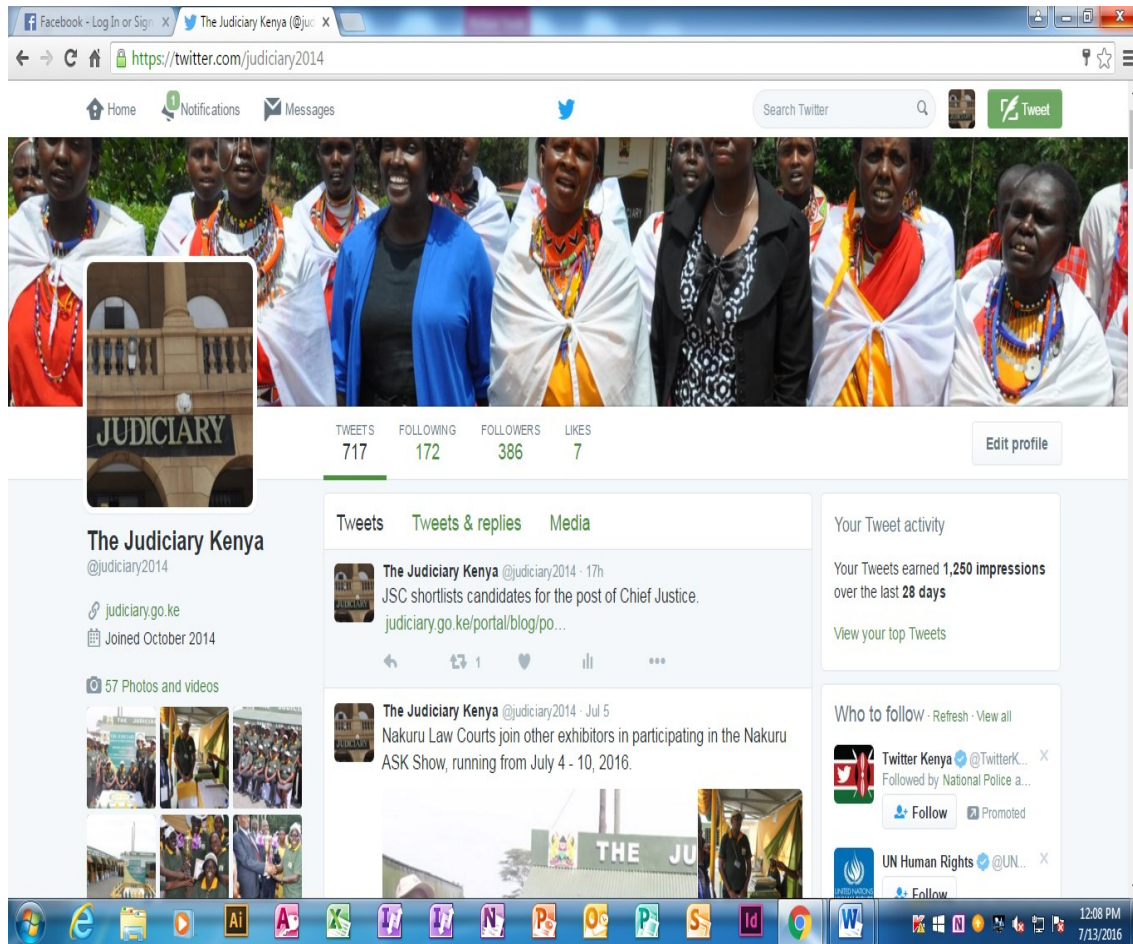 Facebook - Log In or Sign
The Judiciary Kenya (@jud
https://twitter.com/judiciary2014
Home
1
Notifications
Messages
Search Twitter
Tweet
JUDICIARY
TWEETS
717
FOLLOWING
172
FOLLOWERS
386
LIKES
7
Edit profile
The Judiciary Kenya
@judiciary2014
judiciary.go.ke
Joined October 2014
57 Photos and videos
Tweets Tweets & replies Media
The Judiciary Kenya @judiciary2014 · 17h
JSC shortlists candidates for the post of Chief Justice.
judiciary.go.ke/portal/blog/po...
1
The Judiciary Kenya @judiciary2014 · Jul 5
Nakuru Law Courts join other exhibitors in participating in the Nakuru
ASK Show, running from July 4 - 10, 2016.
THE JU
Your Tweet activity
Your Tweets earned 1,250 impressions
over the last 28 days
View your top Tweets
Who to follow · Refresh · View all
Twitter Kenya @TwitterK...
Followed by National Police a...
Follow
Promoted
UN Human Rights @UN...
Follow
UNITED NATIONS
Ai
Id
12:08 PM
7/13/2016